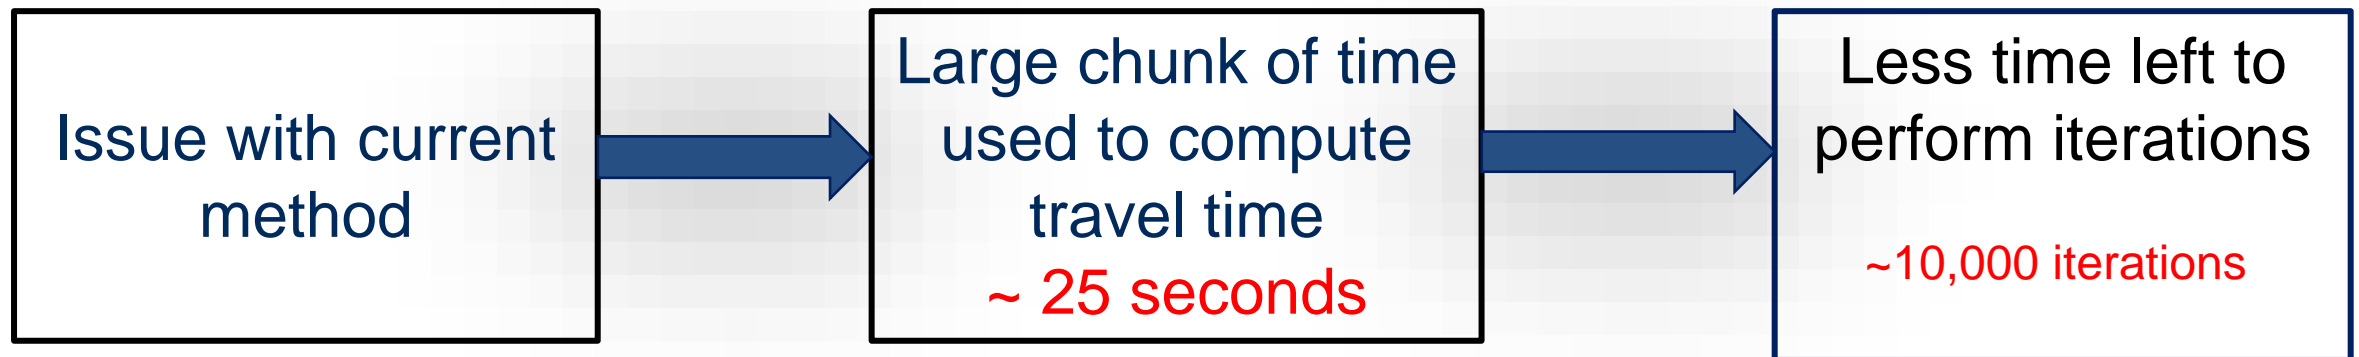 Issue with current
method
Large chunk of time
used to compute
travel time
~ 25 seconds
Less time left to
perform iterations
~10,000 iterations